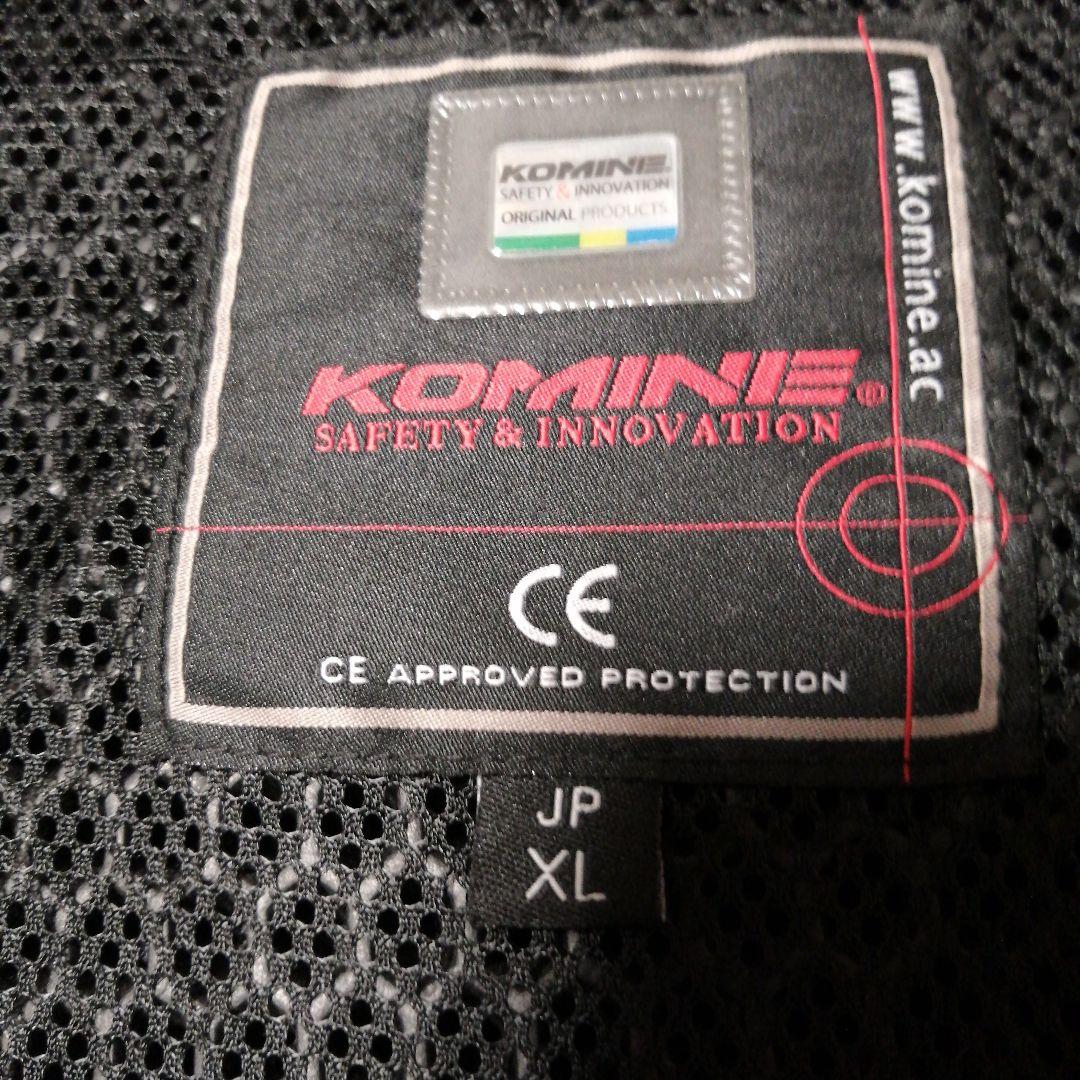 KOMINE
SAFETY & INNOVATION
ORIGINAL PRODUCTS
www.komine.ac
KOMINE®
SAFETY & INNOVATION
CE
CE APPROVED PROTECTION
JP
XL